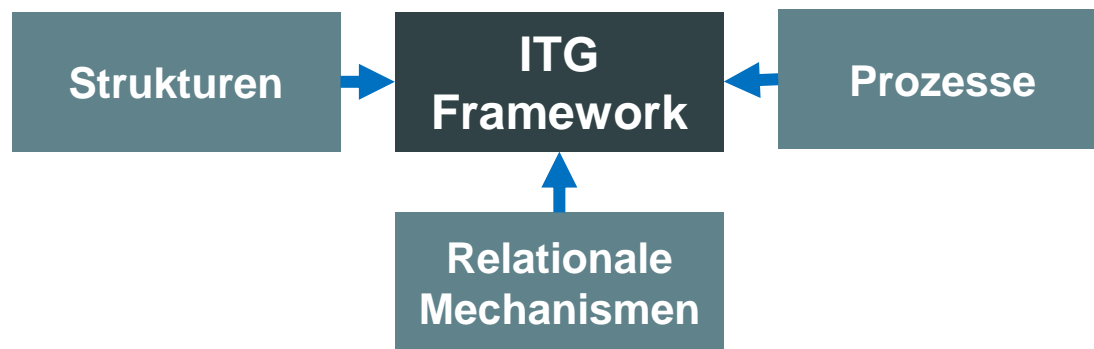 Strukturen
ITG
Framework
Prozesse
Relationale
Mechanismen